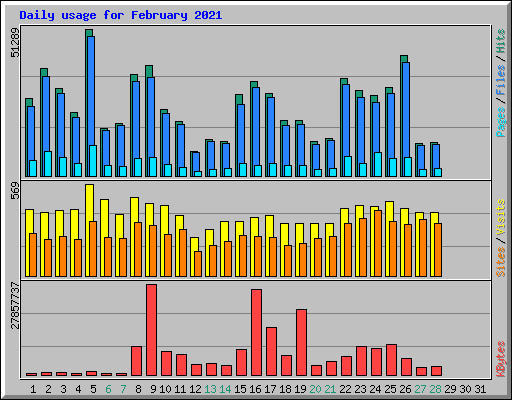 Daily usage for February 2021
51289
Pages / Files / Hits
569
Sites / Visits
27857737
KBytes
1 2 3 4 5 6 7 8 9 10 11 12 13 14 15 16 17 18 19 20 21 22 23 24 25 26 27 28 29 30 31